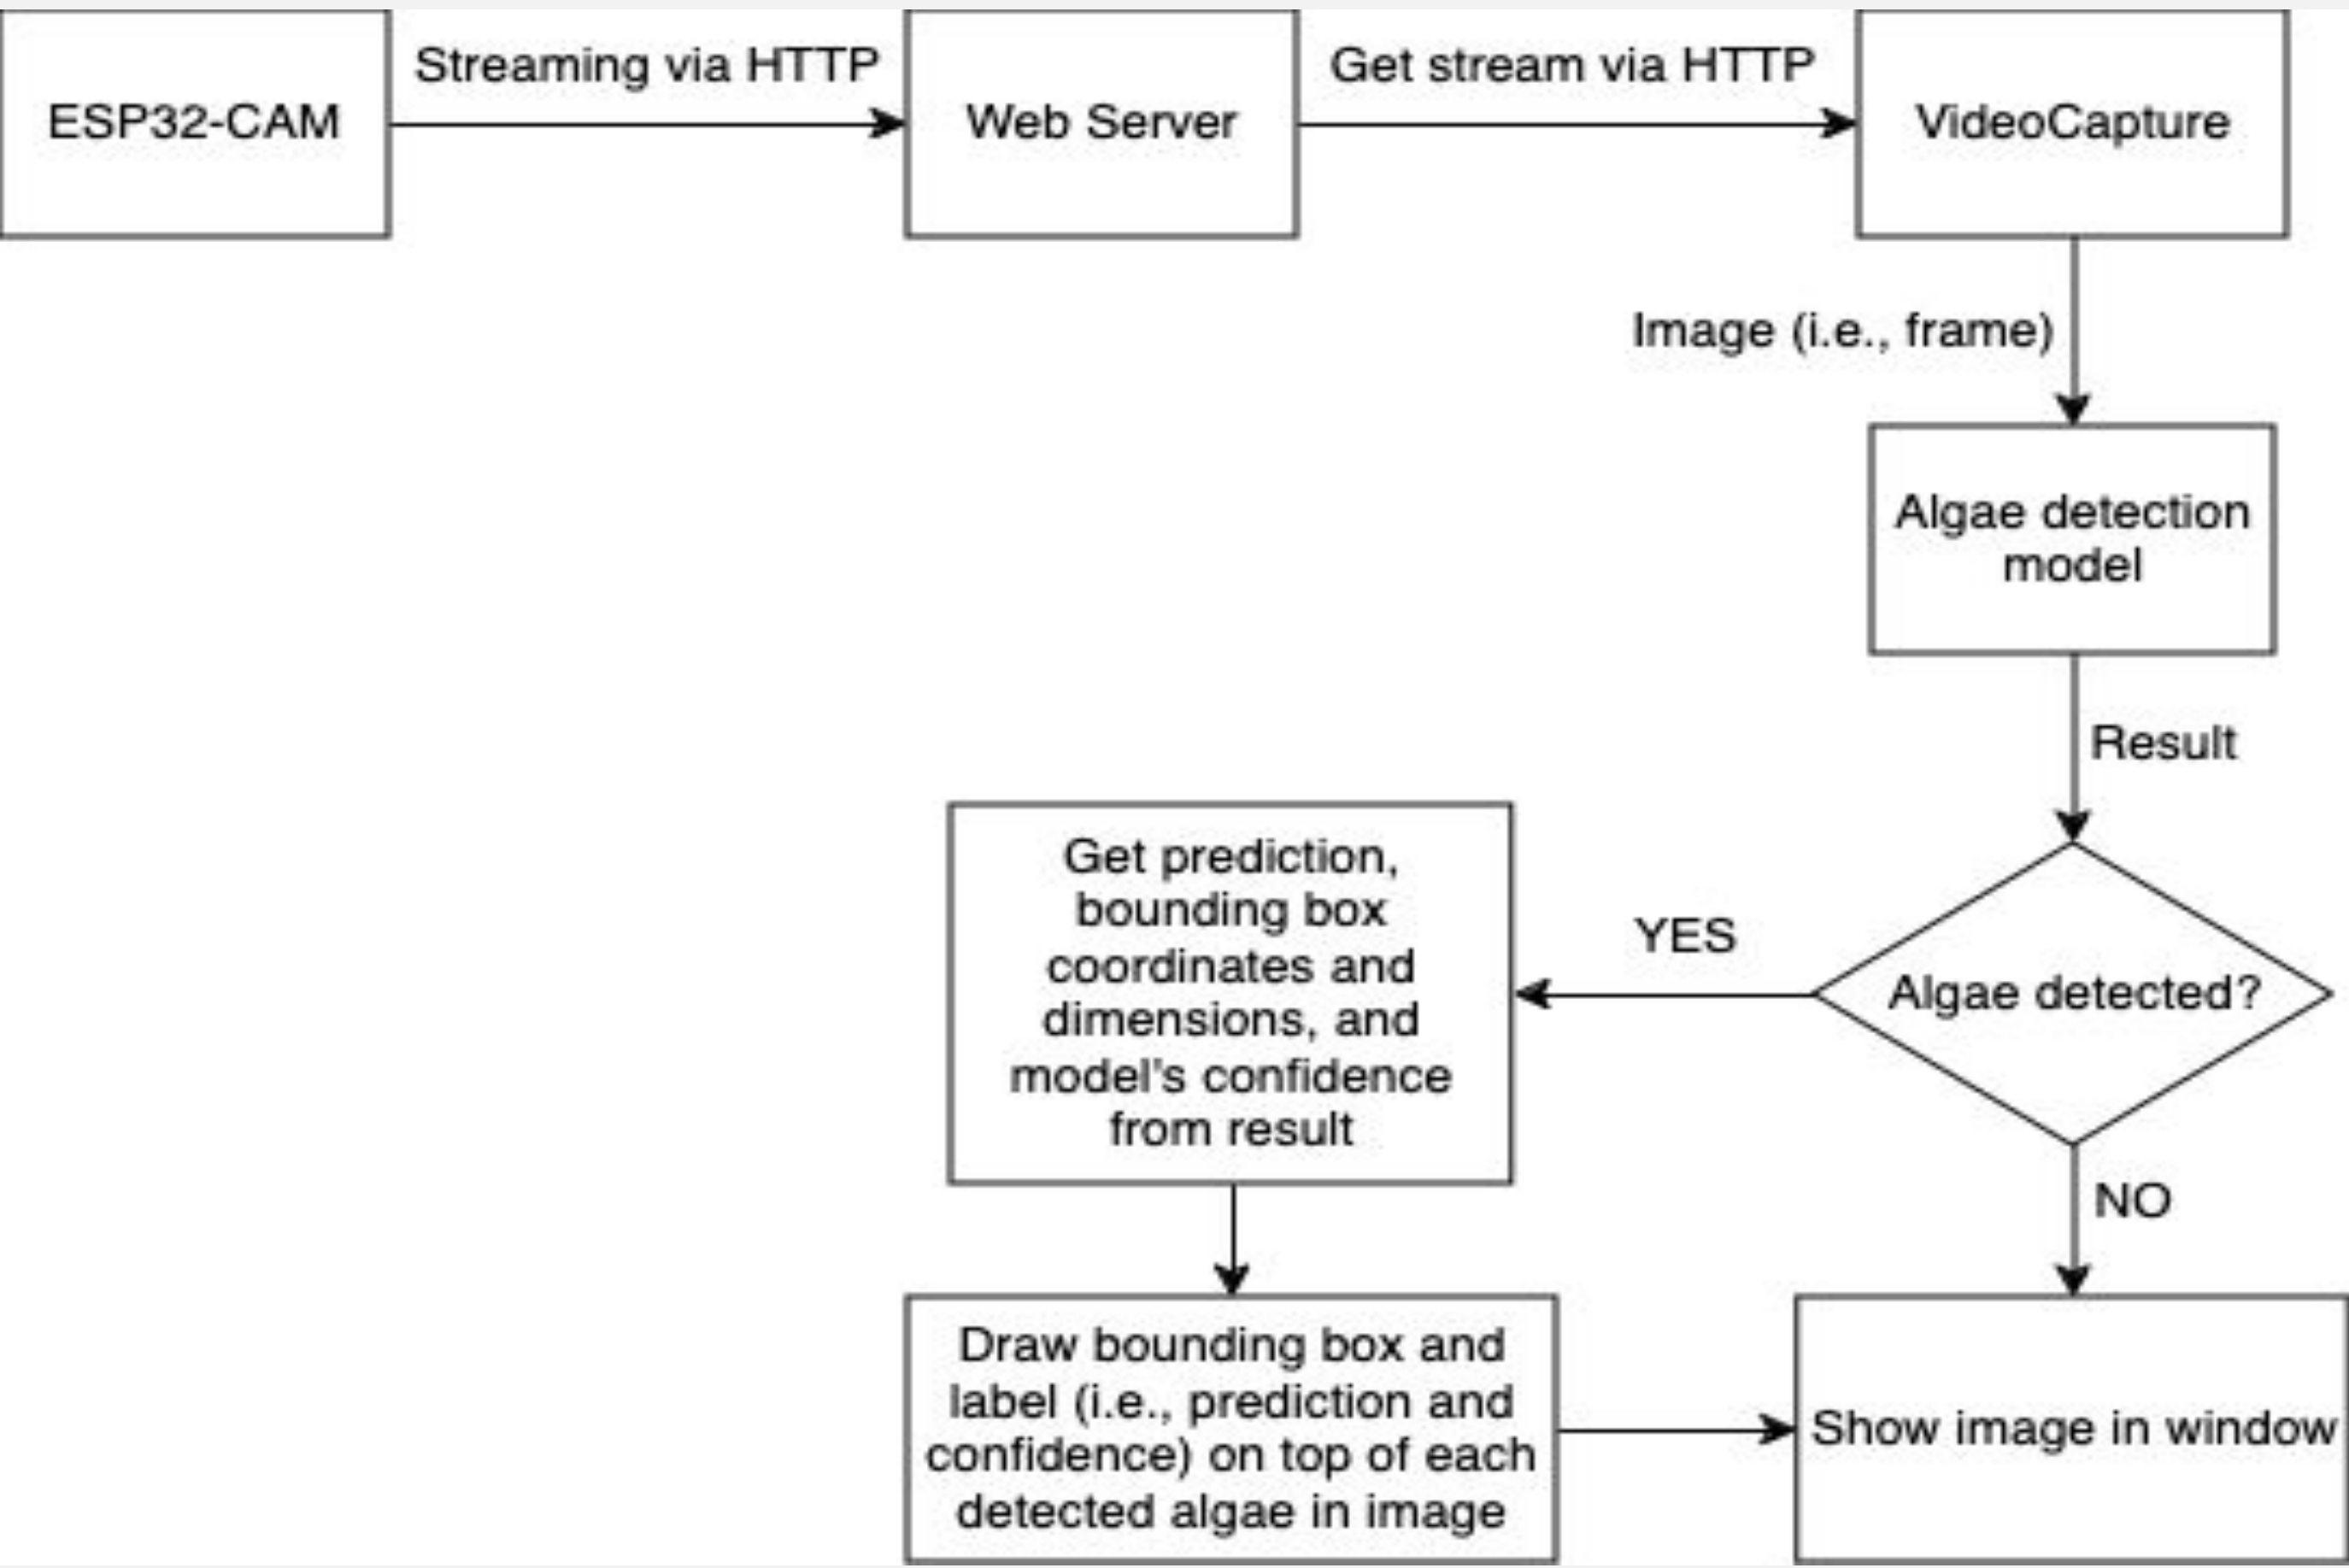 ESP32-CAM
Streaming via HTTP
Web Server
Get stream via HTTP
VideoCapture
Image (i.e., frame)
Algae detection
model
Result
Algae detected?
YES
Get prediction,
bounding box
coordinates and
dimensions, and
model's confidence
from result
NO
Draw bounding box and
label (i.e., prediction and
confidence) on top of each
detected algae in image
Show image in window